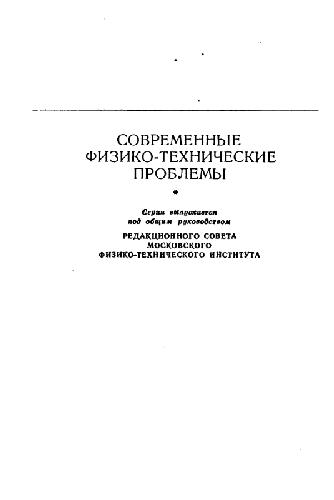 СОВРЕМЕННЫЕ
ФИЗИКО-ТЕХНИЧЕСКИЕ
ПРОБЛЕМЫ
Серия выпускается
под общим руководством
РЕДАКЦИОННОГО СОВЕТА
МОСКОВСКОГО
ФИЗИКО-ТЕХНИЧЕСКОГО ИНСТИТУТА